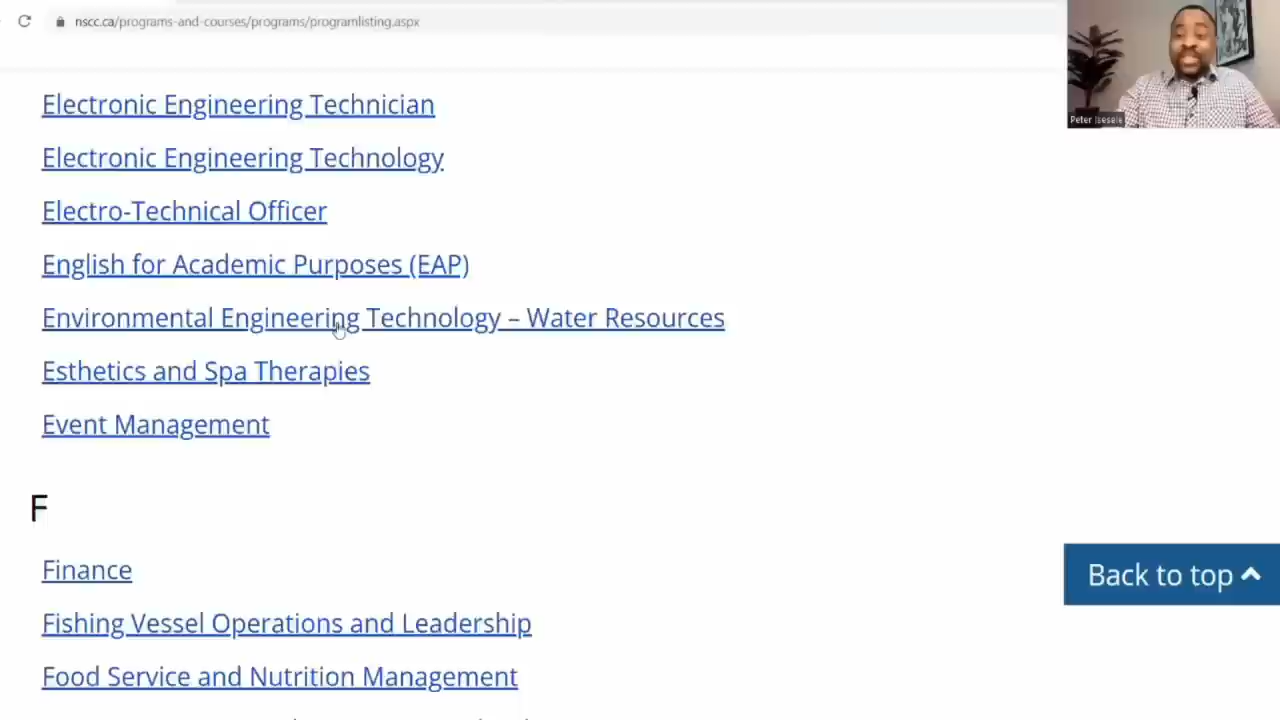 nscc.ca/programs-and-courses/programs/programlisting.aspx
Peter Isesele
Electronic Engineering Technician
Electronic Engineering Technology
Electro-Technical Officer
English for Academic Purposes (EAP)
Environmental Engineering Technology – Water Resources
Esthetics and Spa Therapies
Event Management
F
Finance
Back to top
Fishing Vessel Operations and Leadership
Food Service and Nutrition Management